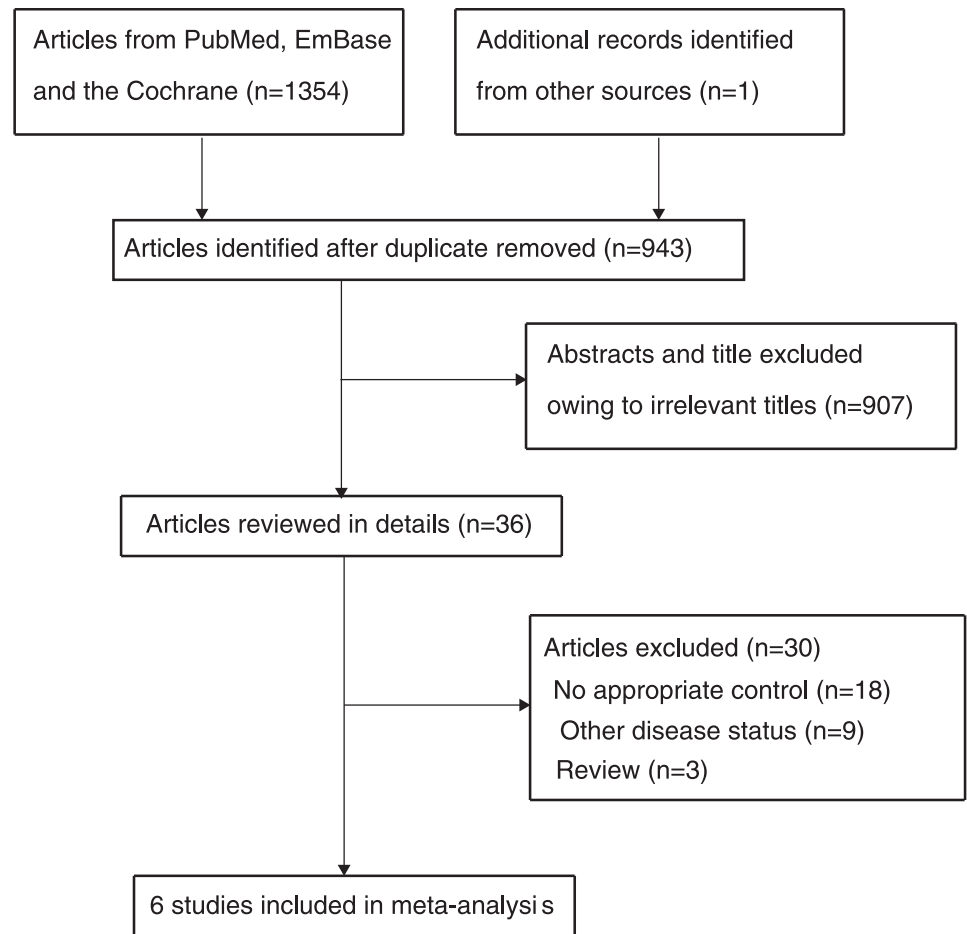 Articles from PubMed, EmBase
and the Cochrane (n=1354)
Additional records identified
from other sources (n=1)
Articles identified after duplicate removed (n=943)
Abstracts and title excluded
owing to irrelevant titles (n=907)
Articles reviewed in details (n=36)
Articles excluded (n=30)
No appropriate control (n=18)
Other disease status (n=9)
Review (n=3)
6 studies included in meta-analysis